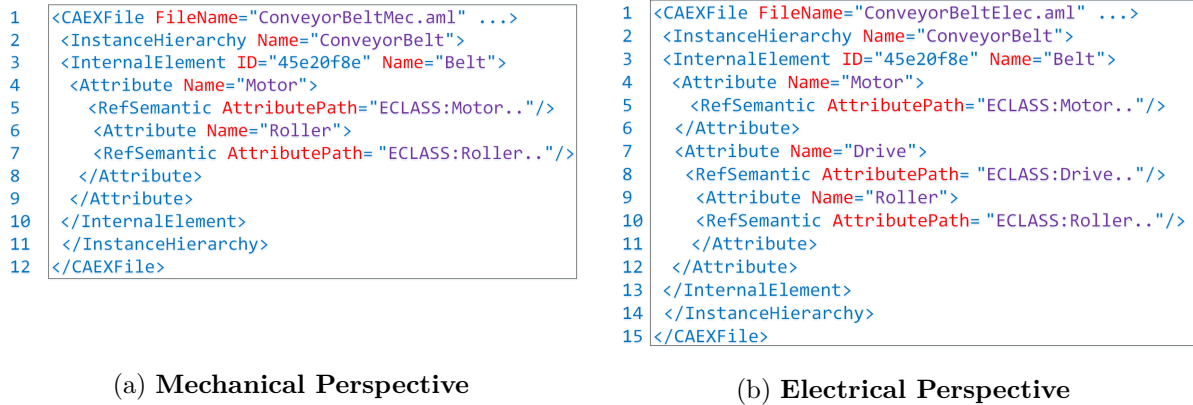 1 <CAEXFile FileName="ConveyorBeltMec.aml" ...>
2 <InstanceHierarchy Name="ConveyorBelt">
3 <InternalElement ID="45e20f8e" Name="Belt">
4 <Attribute Name="Motor">
5 <RefSemantic AttributePath="ECLASS:Motor.."/>
6 <Attribute Name="Roller">
7 <RefSemantic AttributePath= "ECLASS:Roller.."/>
8 </Attribute>
9 </Attribute>
10 </InternalElement>
11 </InstanceHierarchy>
12 </CAEXFile>
(a) Mechanical Perspective
1 <CAEXFile FileName="ConveyorBeltElec.aml" ...>
2 <InstanceHierarchy Name="ConveyorBelt">
3 <InternalElement ID="45e20f8e" Name="Belt">
4 <Attribute Name="Motor">
5 <RefSemantic AttributePath="ECLASS:Motor.."/>
6 </Attribute>
7 <Attribute Name="Drive">
8 <RefSemantic AttributePath= "ECLASS:Drive.."/>
9 <Attribute Name="Roller">
10 <RefSemantic AttributePath= "ECLASS:Roller.."/>
11 </Attribute>
12 </Attribute>
13 </InternalElement>
14 </InstanceHierarchy>
15 </CAEXFile>
(b) Electrical Perspective